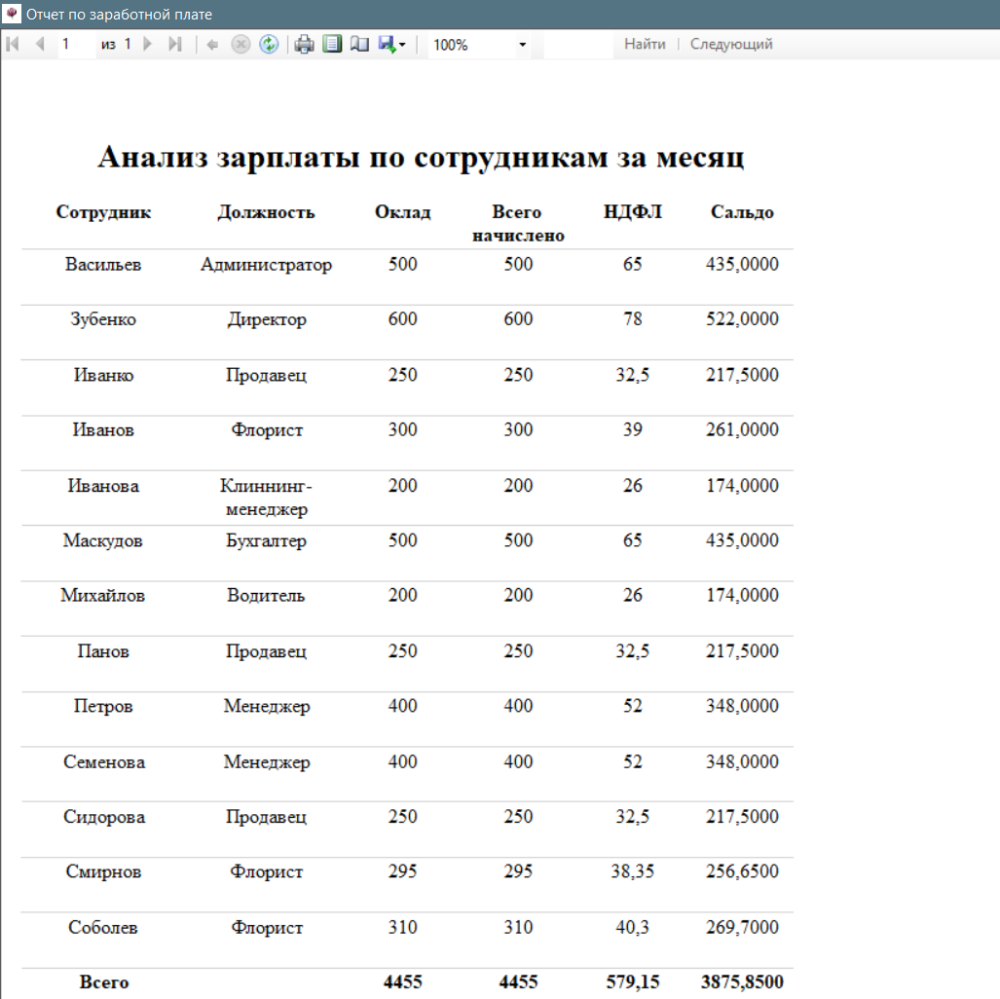 Отчет по заработной плате
1 из 1 100% Найти | Следующий
Анализ зарплаты по сотрудникам за месяц
Сотрудник Должность Оклад Всего начислено НДФЛ Сальдо
Васильев Администратор 500 500 65 435,0000
Зубенко Директор 600 600 78 522,0000
Иванко Продавец 250 250 32,5 217,5000
Иванов Флорист 300 300 39 261,0000
Иванова Клиннинг-менеджер 200 200 26 174,0000
Маскудов Бухгалтер 500 500 65 435,0000
Михайлов Водитель 200 200 26 174,0000
Панов Продавец 250 250 32,5 217,5000
Петров Менеджер 400 400 52 348,0000
Семенова Менеджер 400 400 52 348,0000
Сидорова Продавец 250 250 32,5 217,5000
Смирнов Флорист 295 295 38,35 256,6500
Соболев Флорист 310 310 40,3 269,7000
Всего 4455 4455 579,15 3875,8500